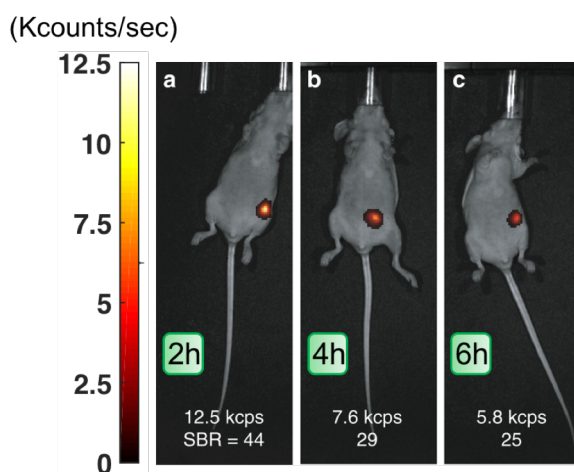 (Kcounts/sec)
12.5
10
7.5
5
2.5
0
a
b
c
2h
4h
6h
12.5 kcps
SBR = 44
7.6 kcps
29
5.8 kcps
25